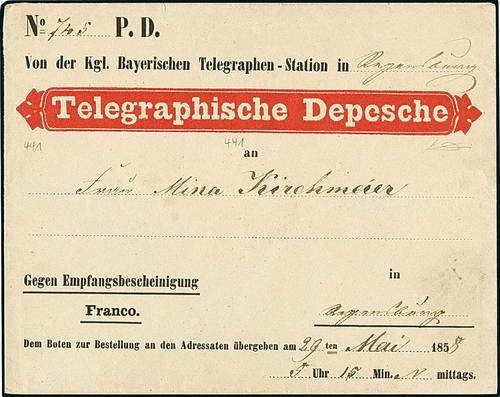 No 745 P. D.
Von der Kgl. Bayerischen Telegraphen-Station in Regensburg
Telegraphische Depesche
441 441
an
Frau Mina Kirchmeier
Gegen Empfangsbescheinigung in
Franco. Regensburg
Dem Boten zur Bestellung an den Adressaten übergeben am 29 ten Mai 1858
5 Uhr 15 Min. N mittags.